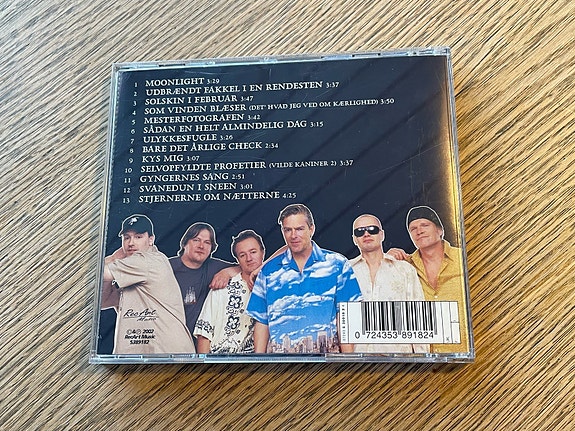 1 MOONLIGHT 3:29
2 UDBRÆNDT FAKKEL I EN RENDESTEN 3:37
3 SOLSKIN I FEBRUAR 3:47
4 SOM VINDEN BLÆSER (DET' HVAD JEG VED OM KÆRLIGHED) 3:50
5 MESTERFOTOGRAFEN 3:42
6 SÅDAN EN HELT ALMINDELIG DAG 3:15
7 ULYKKESFUGLE 3:26
8 BARE DET ÅRLIGE CHECK 2:34
9 KYS MIG 3:07
10 SELVOPFYLDTE PROFETIER (VILDE KANINER 2) 3:37
11 GYNGERNES SANG 2:51
12 SVANEDUN I SNEEN 3:01
13 STJERNERNE OM NÆTTERNE 4:25
RecArt
Music
©℗ 2002
RecArt Music
5389182
0 724353 891824